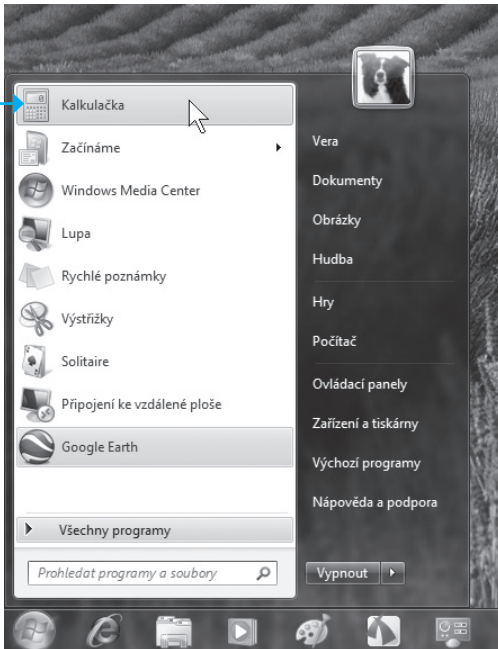 Kalkulačka
Začínáme
Windows Media Center
Lupa
Rychlé poznámky
Výstřižky
Solitaire
Připojení ke vzdálené ploše
Google Earth
Všechny programy
Prohledat programy a soubory
Vera
Dokumenty
Obrázky
Hudba
Hry
Počítač
Ovládací panely
Zařízení a tiskárny
Výchozí programy
Nápověda a podpora
Vypnout